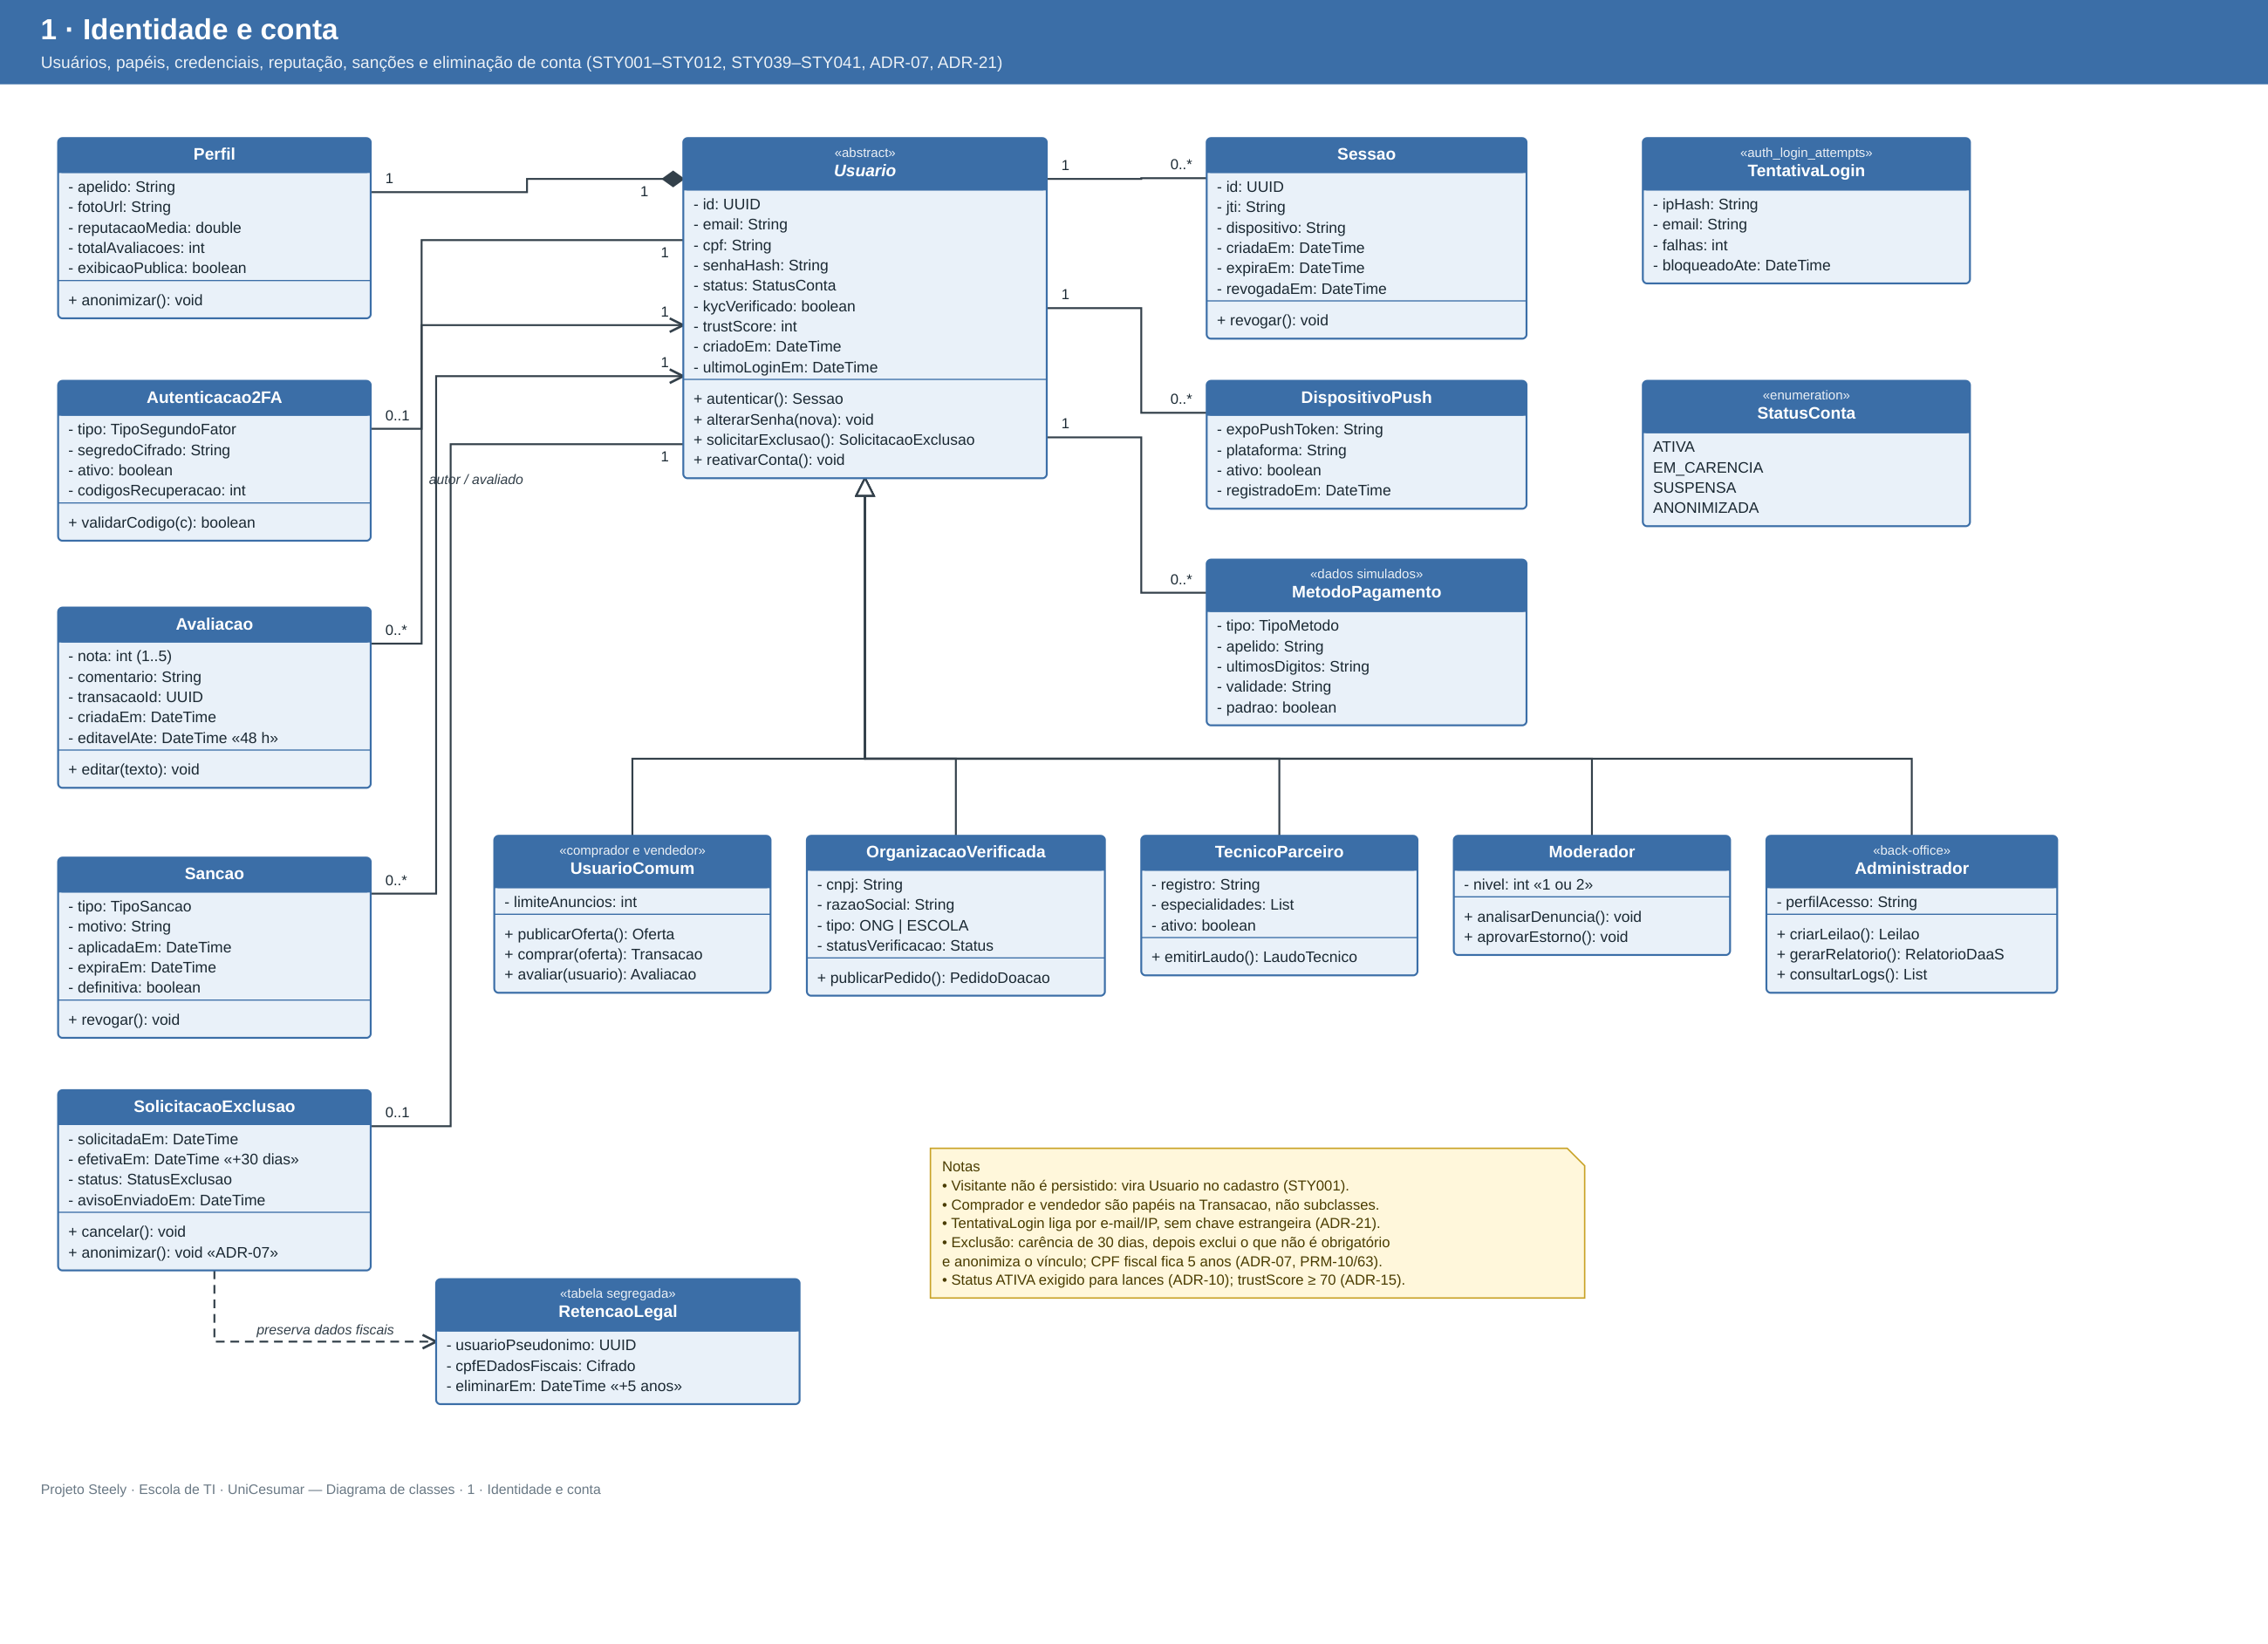 1 · Identidade e conta
Usuários, papéis, credenciais, reputação, sanções e eliminação de conta (STY001–STY012, STY039–STY041, ADR-07, ADR-21)
Perfil
- apelido: String
- fotoUrl: String
- reputacaoMedia: double
- totalAvaliacoes: int
- exibicaoPublica: boolean
+ anonimizar(): void
1
1
«abstract»
Usuario
- id: UUID
- email: String
- cpf: String
- senhaHash: String
- status: StatusConta
- kycVerificado: boolean
- trustScore: int
- criadoEm: DateTime
- ultimoLoginEm: DateTime
+ autenticar(): Sessao
+ alterarSenha(nova): void
+ solicitarExclusao(): SolicitacaoExclusao
+ reativarConta(): void
1
1
1
1
1
0..*
1
0..*
1
0..*
Sessao
- id: UUID
- jti: String
- dispositivo: String
- criadaEm: DateTime
- expiraEm: DateTime
- revogadaEm: DateTime
+ revogar(): void
«auth_login_attempts»
TentativaLogin
- ipHash: String
- email: String
- falhas: int
- bloqueadoAte: DateTime
Autenticacao2FA
- tipo: TipoSegundoFator
- segredoCifrado: String
- ativo: boolean
- codigosRecuperacao: int
+ validarCodigo(c): boolean
0..1
autor / avaliado
DispositivoPush
- expoPushToken: String
- plataforma: String
- ativo: boolean
- registradoEm: DateTime
«enumeration»
StatusConta
ATIVA
EM_CARENCIA
SUSPENSA
ANONIMIZADA
«dados simulados»
MetodoPagamento
- tipo: TipoMetodo
- apelido: String
- ultimosDigitos: String
- validade: String
- padrao: boolean
Avaliacao
- nota: int (1..5)
- comentario: String
- transacaoId: UUID
- criadaEm: DateTime
- editavelAte: DateTime «48 h»
+ editar(texto): void
0..*
Sancao
- tipo: TipoSancao
- motivo: String
- aplicadaEm: DateTime
- expiraEm: DateTime
- definitiva: boolean
+ revogar(): void
0..*
«comprador e vendedor»
UsuarioComum
- limiteAnuncios: int
+ publicarOferta(): Oferta
+ comprar(oferta): Transacao
+ avaliar(usuario): Avaliacao
OrganizacaoVerificada
- cnpj: String
- razaoSocial: String
- tipo: ONG | ESCOLA
- statusVerificacao: Status
+ publicarPedido(): PedidoDoacao
TecnicoParceiro
- registro: String
- especialidades: List
- ativo: boolean
+ emitirLaudo(): LaudoTecnico
Moderador
- nivel: int «1 ou 2»
+ analisarDenuncia(): void
+ aprovarEstorno(): void
«back-office»
Administrador
- perfilAcesso: String
+ criarLeilao(): Leilao
+ gerarRelatorio(): RelatorioDaaS
+ consultarLogs(): List
SolicitacaoExclusao
- solicitadaEm: DateTime
- efetivaEm: DateTime «+30 dias»
- status: StatusExclusao
- avisoEnviadoEm: DateTime
+ cancelar(): void
+ anonimizar(): void «ADR-07»
0..1
Notas
• Visitante não é persistido: vira Usuario no cadastro (STY001).
• Comprador e vendedor são papéis na Transacao, não subclasses.
• TentativaLogin liga por e-mail/IP, sem chave estrangeira (ADR-21).
• Exclusão: carência de 30 dias, depois exclui o que não é obrigatório
e anonimiza o vínculo; CPF fiscal fica 5 anos (ADR-07, PRM-10/63).
• Status ATIVA exigido para lances (ADR-10); trustScore ≥ 70 (ADR-15).
preserva dados fiscais
«tabela segregada»
RetencaoLegal
- usuarioPseudonimo: UUID
- cpfEDadosFiscais: Cifrado
- eliminarEm: DateTime «+5 anos»
Projeto Steely · Escola de TI · UniCesumar — Diagrama de classes · 1 · Identidade e conta